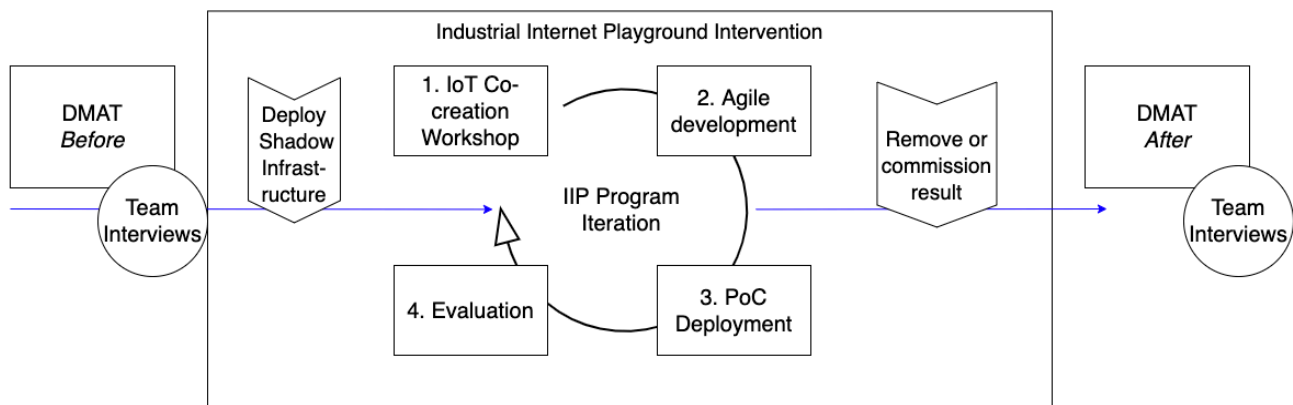 Industrial Internet Playground Intervention
DMAT
Before
Team
Interviews
Deploy
Shadow
Infrast-
ructure
1. IoT Co-
creation
Workshop
2. Agile
development
IIP Program
Iteration
3. PoC
Deployment
4. Evaluation
Remove or
commission
result
DMAT
After
Team
Interviews